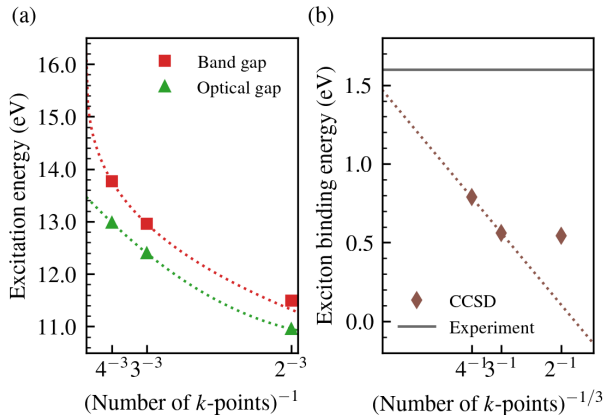 (a)
Excitation energy (eV)
16.0
15.0
14.0
13.0
12.0
11.0
Band gap
Optical gap
4⁻³ 3⁻³ 2⁻³
(Number of k-points)⁻¹
(b)
Exciton binding energy (eV)
1.5
1.0
0.5
0.0
CCSD
Experiment
4⁻¹ 3⁻¹ 2⁻¹
(Number of k-points)⁻¹/³